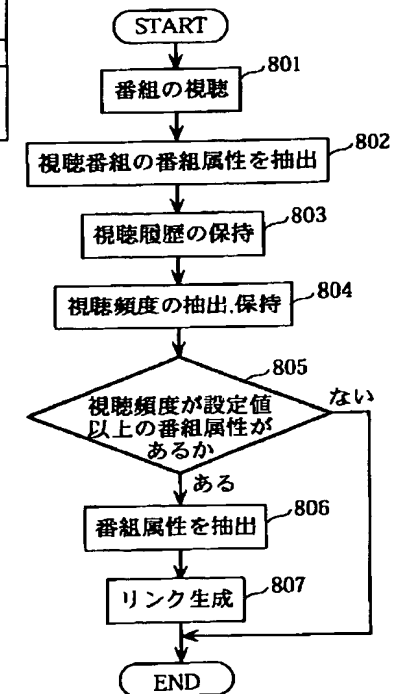 START
801
番組の視聴
802
視聴番組の番組属性を抽出
803
視聴履歴の保持
804
視聴頻度の抽出,保持
805
視聴頻度が設定値
以上の番組属性が
あるか
ない
ある
806
番組属性を抽出
807
リンク生成
END